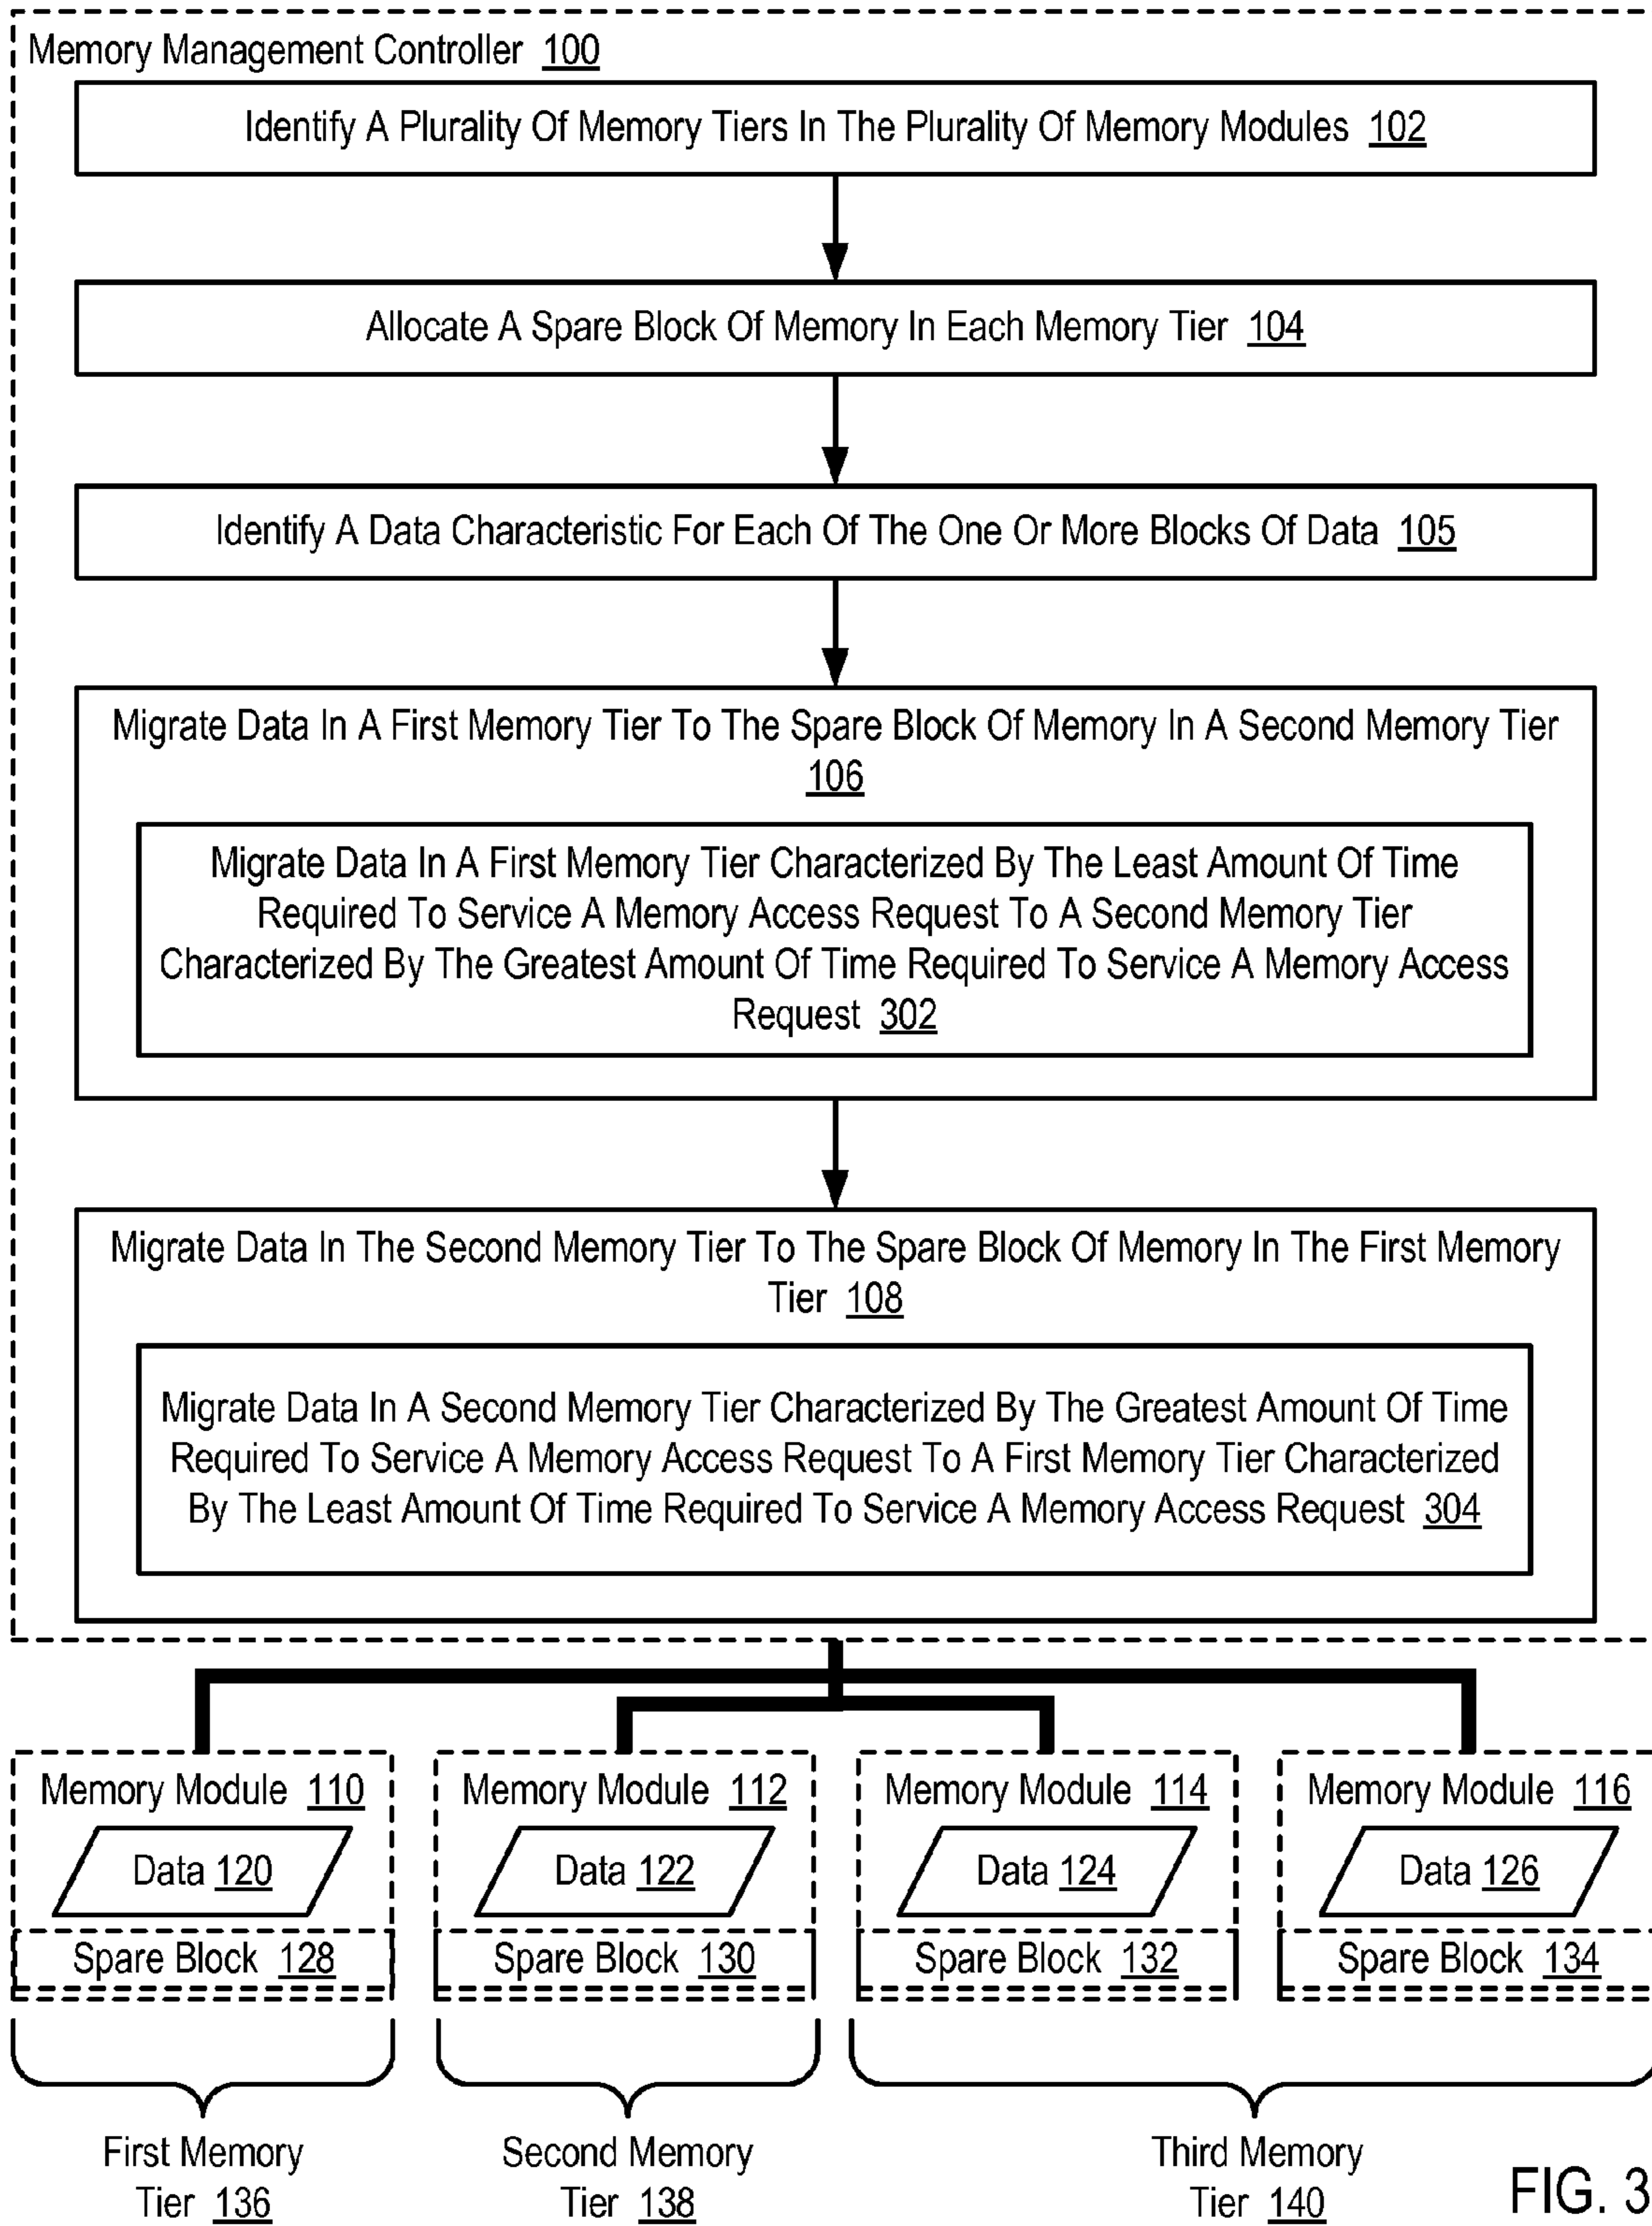 Memory Management Controller 100
Identify A Plurality Of Memory Tiers In The Plurality Of Memory Modules 102
Allocate A Spare Block Of Memory In Each Memory Tier 104
Identify A Data Characteristic For Each Of The One Or More Blocks Of Data 105
Migrate Data In A First Memory Tier To The Spare Block Of Memory In A Second Memory Tier
106
Migrate Data In A First Memory Tier Characterized By The Least Amount Of Time
Required To Service A Memory Access Request To A Second Memory Tier
Characterized By The Greatest Amount Of Time Required To Service A Memory Access
Request 302
Migrate Data In The Second Memory Tier To The Spare Block Of Memory In The First Memory
Tier 108
Migrate Data In A Second Memory Tier Characterized By The Greatest Amount Of Time
Required To Service A Memory Access Request To A First Memory Tier Characterized
By The Least Amount Of Time Required To Service A Memory Access Request 304
Memory Module 110
Data 120
Spare Block 128
Memory Module 112
Data 122
Spare Block 130
Memory Module 114
Data 124
Spare Block 132
Memory Module 116
Data 126
Spare Block 134
First Memory
Tier 136
Second Memory
Tier 138
Third Memory
Tier 140
FIG. 3